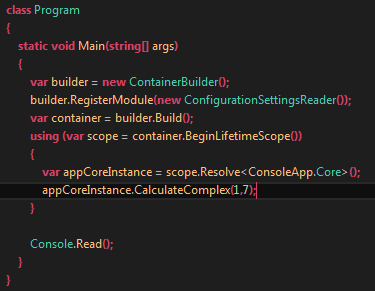 class Program
{
static void Main(string[] args)
{
var builder = new ContainerBuilder();
builder.RegisterModule(new ConfigurationSettingsReader());
var container = builder.Build();
using (var scope = container.BeginLifetimeScope())
{
var appCoreInstance = scope.Resolve<ConsoleApp.Core>();
appCoreInstance.CalculateComplex(1,7);
}
Console.Read();
}
}